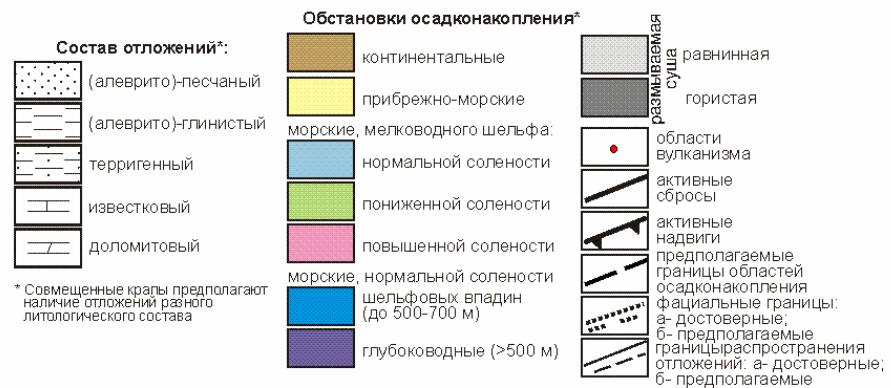 Обстановки осадконакопления*
Состав отложений*:
(алеврито)-песчаный
(алеврито)-глинистый
терригенный
известковый
доломитовый
* Совмещенные крапы предполагают
наличие отложений разного
литологического состава
континентальные
прибрежно-морские
морские, мелководного шельфа:
нормальной солености
пониженной солености
повышенной солености
морские, нормальной солености
шельфовых впадин
(до 500-700 м)
глубоководные (>500 м)
размываемая
суша
равнинная
гористая
области
вулканизма
активные
сбросы
активные
надвиги
предполагаемые
границы областей
осадконакопления
фациальные границы:
а- достоверные;
б- предполагаемые
границыраспространения
отложений: а- достоверные;
б- предполагаемые